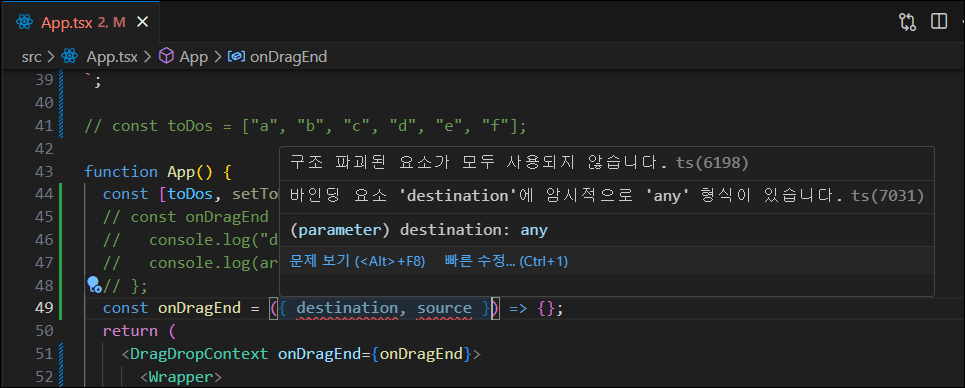 App.tsx 2, M
src > App.tsx > App > onDragEnd
39 `;
40
41 // const toDos = ["a", "b", "c", "d", "e", "f"];
42
구조 파괴된 요소가 모두 사용되지 않습니다. ts(6198)
43 function App() {
44 const [toDos, setTo
바인딩 요소 'destination'에 암시적으로 'any' 형식이 있습니다. ts(7031)
45 // const onDragEnd
46 // console.log("d
(parameter) destination: any
47 // console.log(ar
문제 보기 (<Alt>+F8) 빠른 수정... (Ctrl+1)
48 // };
49 const onDragEnd = ({ destination, source }) => {};
50 return (
51 <DragDropContext onDragEnd={onDragEnd}>
52 <Wrapper>